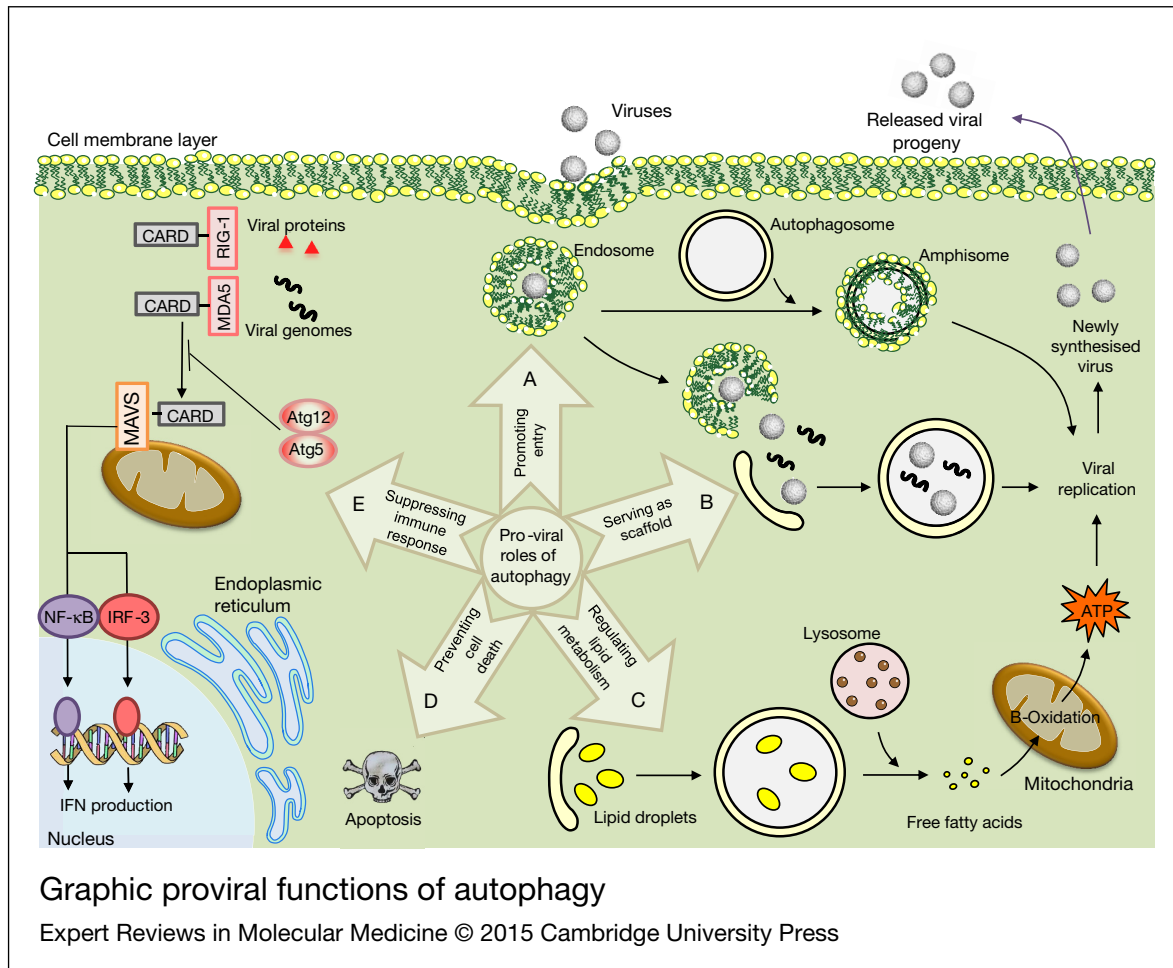 Viruses
Released viral
progeny
Cell membrane layer
CARD
RIG-1
Viral proteins
CARD
MDA5
Viral genomes
Endosome
Autophagosome
Amphisome
Newly
synthesised
virus
MAVS
CARD
Atg12
Atg5
A
Promoting
entry
E
Suppressing
immune
response
B
Serving as
scaffold
Pro-viral
roles of
autophagy
Viral
replication
Preventing
cell
death
D
Regulating
lipid
metabolism
C
Endoplasmic
reticulum
NF-κB
IRF-3
ATP
Lysosome
B-Oxidation
Mitochondria
IFN production
Nucleus
Apoptosis
Lipid droplets
Free fatty acids
Graphic proviral functions of autophagy
Expert Reviews in Molecular Medicine © 2015 Cambridge University Press